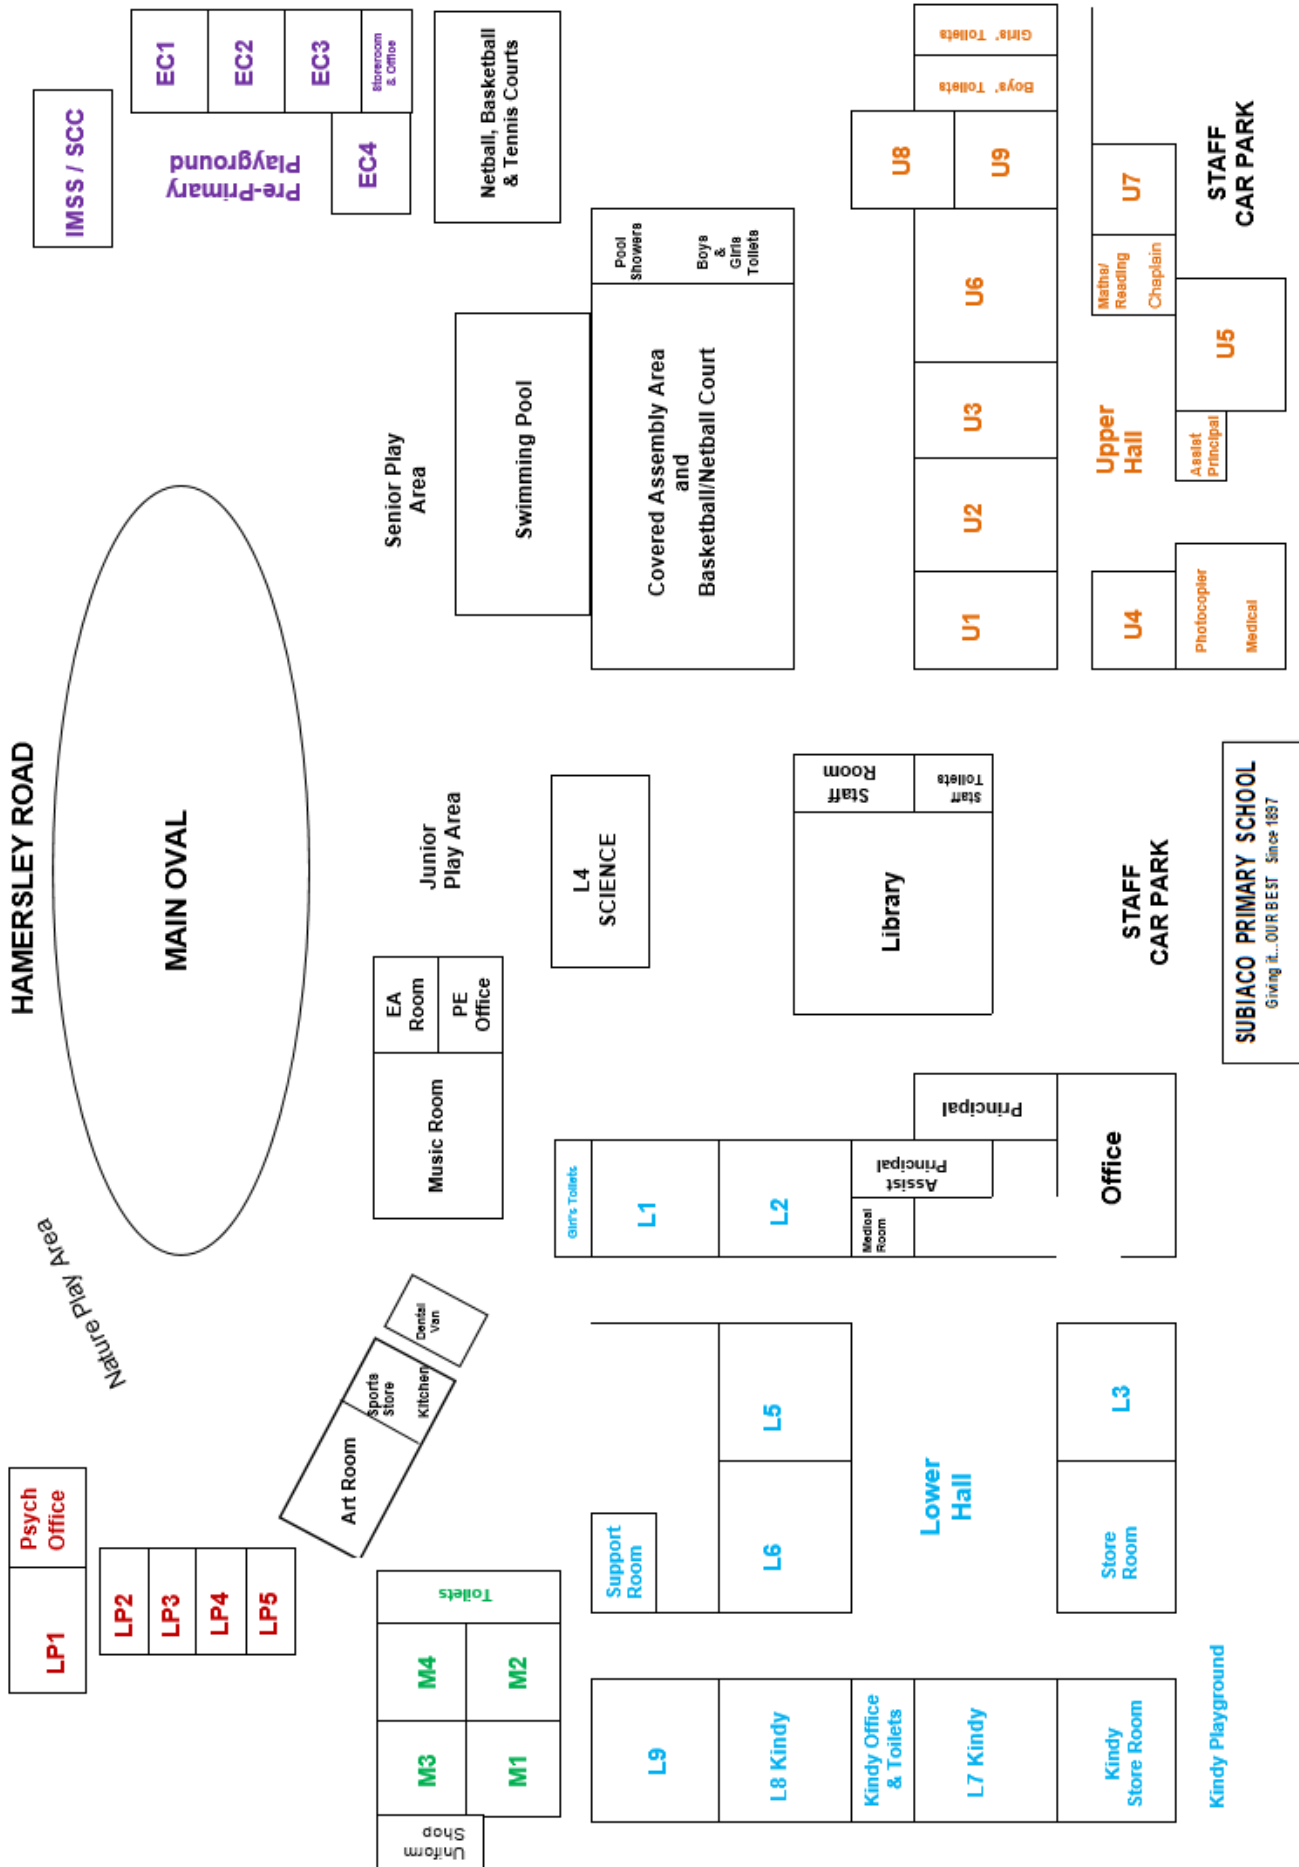 HAMERSLEY ROAD
MAIN OVAL
Nature Play Area
Psych
Office
LP1
LP2
LP3
LP4
LP5
IMSS / SCC
EC1
EC2
EC3
Storeroom
& Office
EC4
Pre-Primary
Playground
Netball, Basketball
& Tennis Courts
Senior Play
Area
Swimming Pool
Pool
Showers
Boys
&
Girls
Toilets
Covered Assembly Area
and
Basketball/Netball Court
Junior
Play Area
EA
Room
PE
Office
Music Room
L4
SCIENCE
Dental
Van
Sports
Store
Kitchen
Art Room
Toilets
M4
M2
M3
M1
Uniform
Shop
Girl's Toilets
L1
L2
Medical
Room
Assist
Principal
Principal
Office
Staff
Room
Staff
Toilets
Library
STAFF
CAR PARK
Support
Room
L5
L6
Lower
Hall
L3
Store
Room
L9
L8 Kindy
Kindy Office
& Toilets
L7 Kindy
Kindy
Store Room
Kindy Playground
Girls' Toilets
Boys' Toilets
U8
U9
U6
U3
U2
U1
Upper
Hall
U7
Maths/
Reading
Chaplain
U5
Assist
Principal
U4
Photocopier
Medical
STAFF
CAR PARK
SUBIACO PRIMARY SCHOOL
Giving it...OUR BEST Since 1897